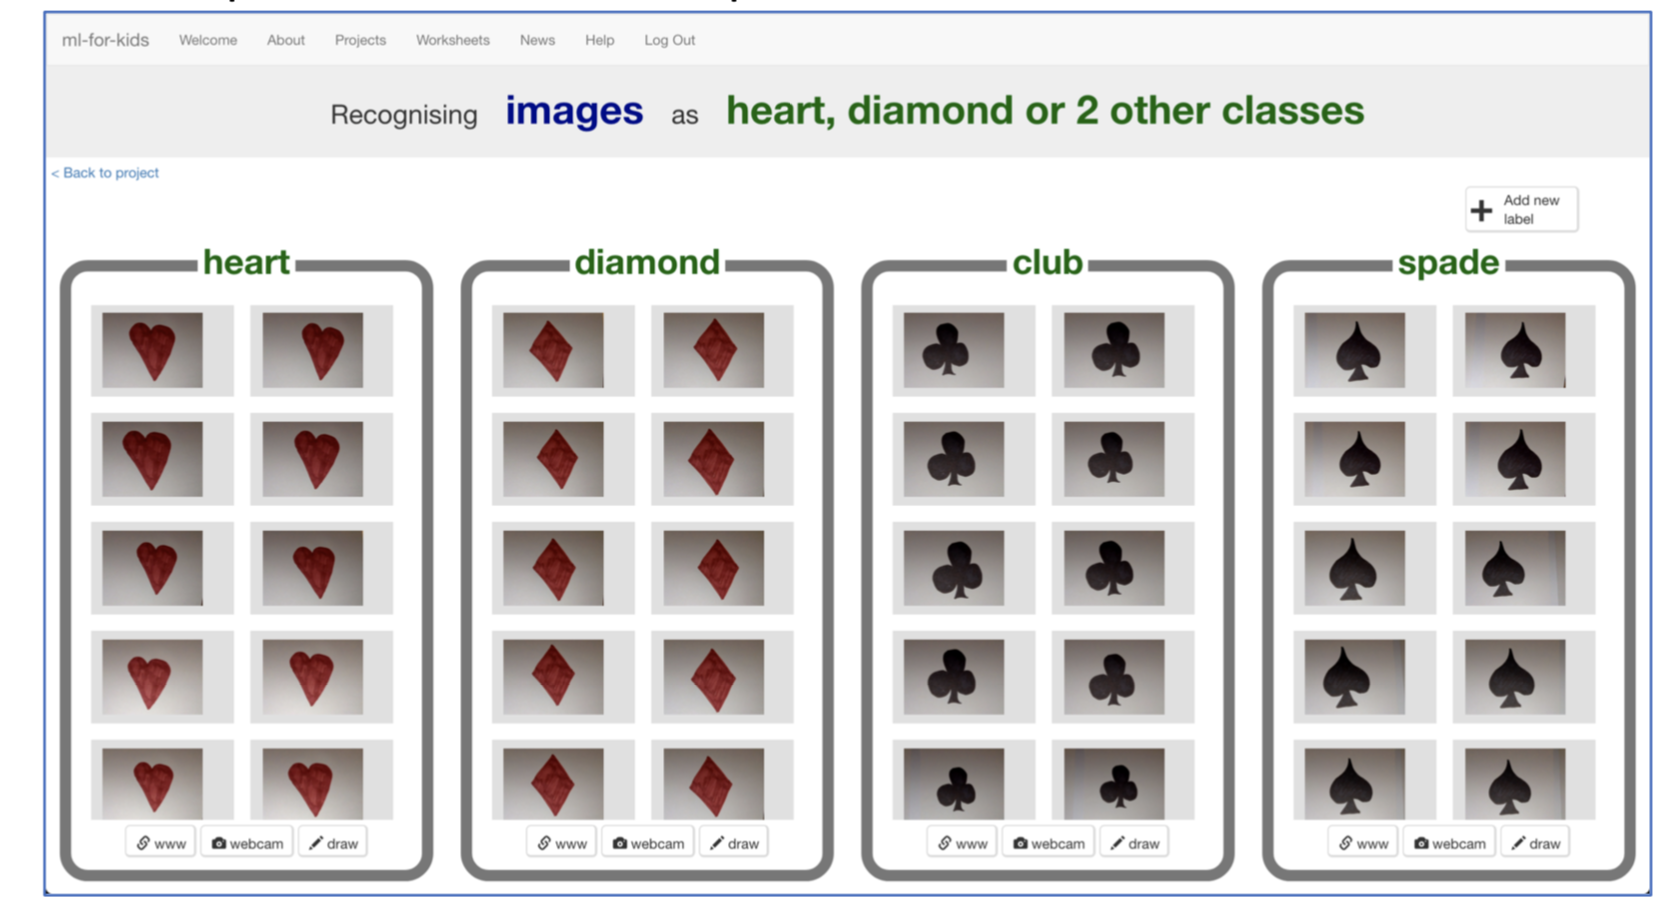 ml-for-kids Welcome About Projects Worksheets News Help Log Out
Recognising images as heart, diamond or 2 other classes
< Back to project
Add new
label
heart diamond club spade
www webcam draw www webcam draw www webcam draw www webcam draw